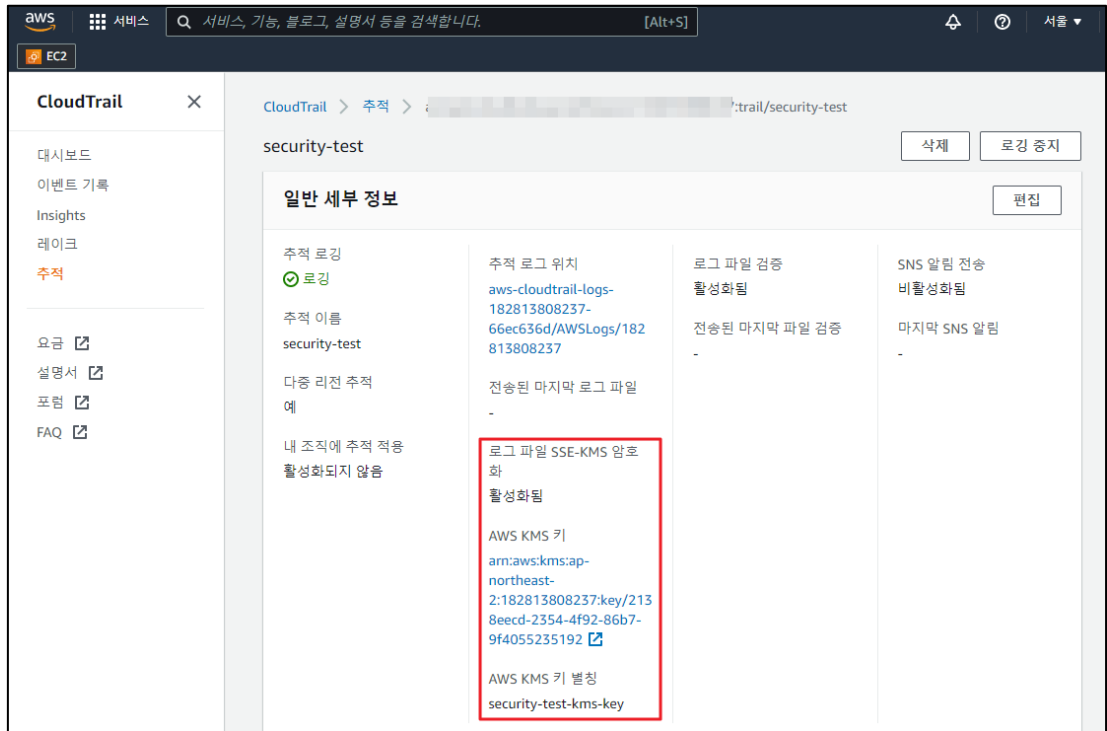 aws
서비스
서비스, 기능, 블로그, 설명서 등을 검색합니다.
[Alt+S]
서울 ▼
EC2
CloudTrail
대시보드
이벤트 기록
Insights
레이크
추적
요금
설명서
포럼
FAQ
CloudTrail > 추적 > :trail/security-test
security-test
삭제
로깅 중지
일반 세부 정보
편집
추적 로깅
로깅
추적 이름
security-test
다중 리전 추적
예
내 조직에 추적 적용
활성화되지 않음
추적 로그 위치
aws-cloudtrail-logs-
182813808237-
66ec636d/AWSLogs/182
813808237
전송된 마지막 로그 파일
-
로그 파일 SSE-KMS 암호
화
활성화됨
AWS KMS 키
arn:aws:kms:ap-
northeast-
2:182813808237:key/213
8eecd-2354-4f92-86b7-
9f4055235192
AWS KMS 키 별칭
security-test-kms-key
로그 파일 검증
활성화됨
전송된 마지막 파일 검증
-
SNS 알림 전송
비활성화됨
마지막 SNS 알림
-